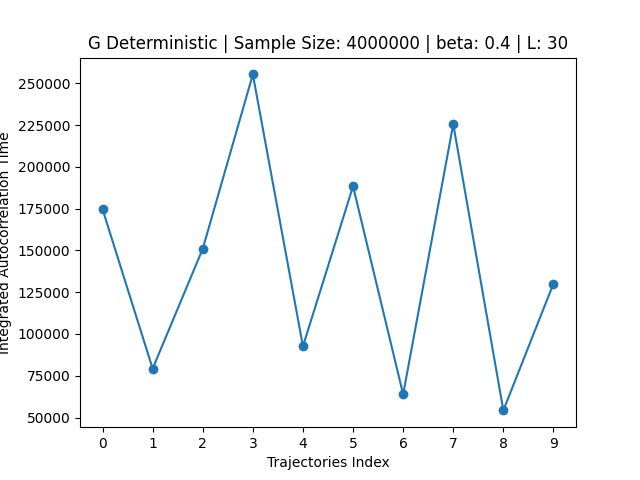 G Deterministic | Sample Size: 4000000 | beta: 0.4 | L: 30
Integrated Autocorrelation Time
250000
225000
200000
175000
150000
125000
100000
75000
50000
0 1 2 3 4 5 6 7 8 9
Trajectories Index